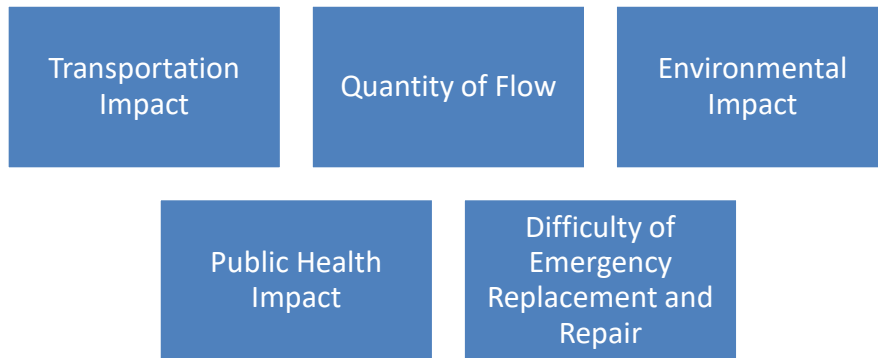 Transportation
Impact
Quantity of Flow
Environmental
Impact
Public Health
Impact
Difficulty of
Emergency
Replacement and
Repair